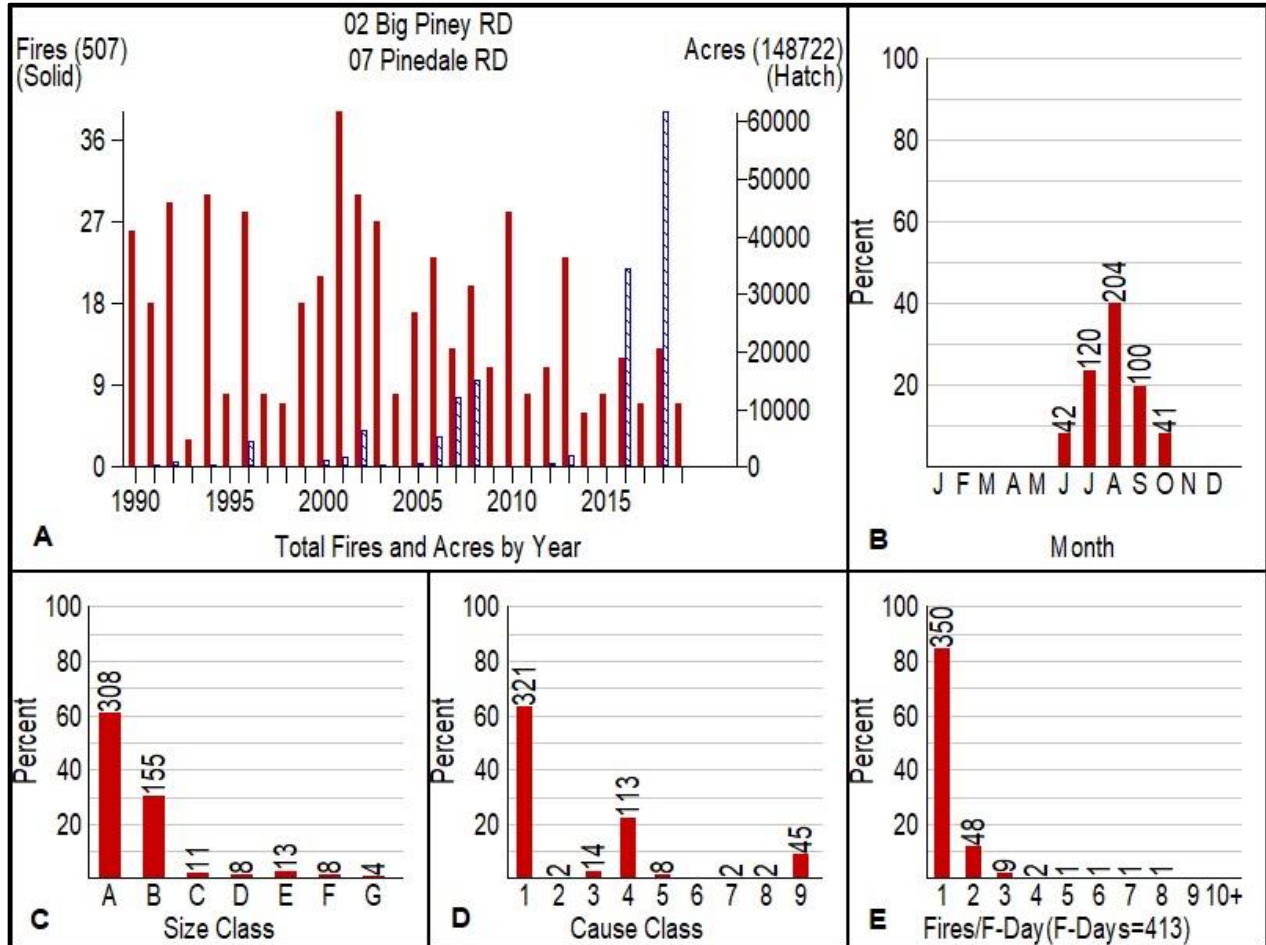 02 Big Piney RD
07 Pinedale RD
Fires (507)
(Solid)
Acres (148722)
(Hatch)
36
27
18
9
0
60000
50000
40000
30000
20000
10000
0
1990 1995 2000 2005 2010 2015
A
Total Fires and Acres by Year
100
80
60
40
20
Percent
42 120 204 100 41
J F M A M J J A S O N D
B
Month
100
80
60
40
20
Percent
308 155 11 8 13 8 4
A B C D E F G
C
Size Class
100
80
60
40
20
Percent
321 2 14 113 8 2 2 45
1 2 3 4 5 6 7 8 9
D
Cause Class
100
80
60
40
20
Percent
350 48 9 2 1 1 1 1
1 2 3 4 5 6 7 8 9 10+
E
Fires/F-Day(F-Days=413)